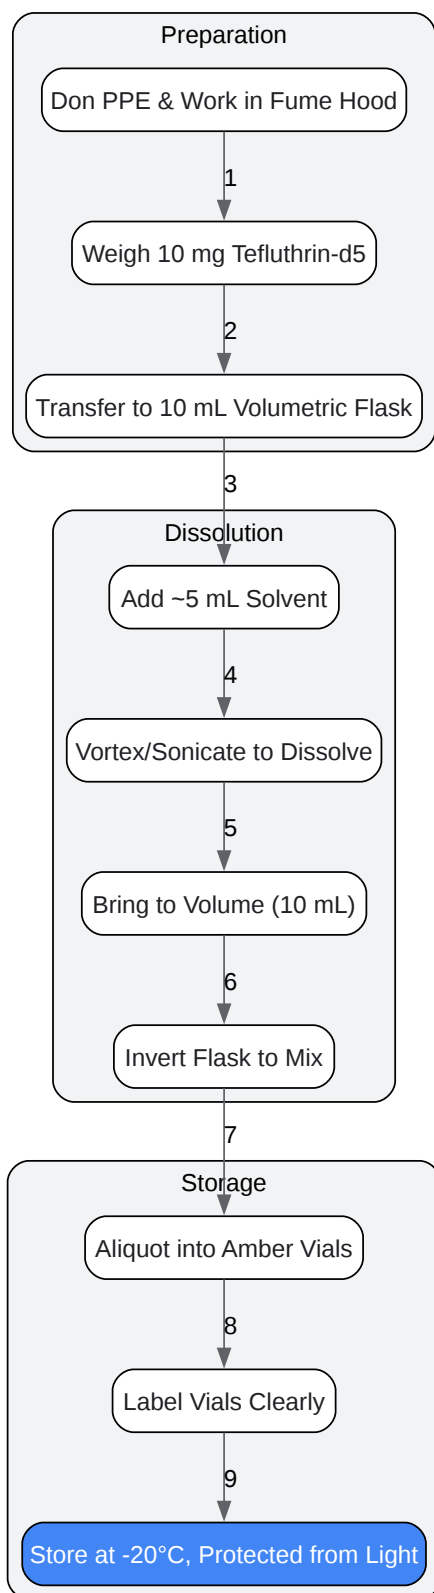 Preparation
Don PPE & Work in Fume Hood
1
Weigh 10 mg Tefluthrin-d5
2
Transfer to 10 mL Volumetric Flask
3
Dissolution
Add ~5 mL Solvent
4
Vortex/Sonicate to Dissolve
5
Bring to Volume (10 mL)
6
Invert Flask to Mix
7
Storage
Aliquot into Amber Vials
8
Label Vials Clearly
9
Store at -20°C, Protected from Light